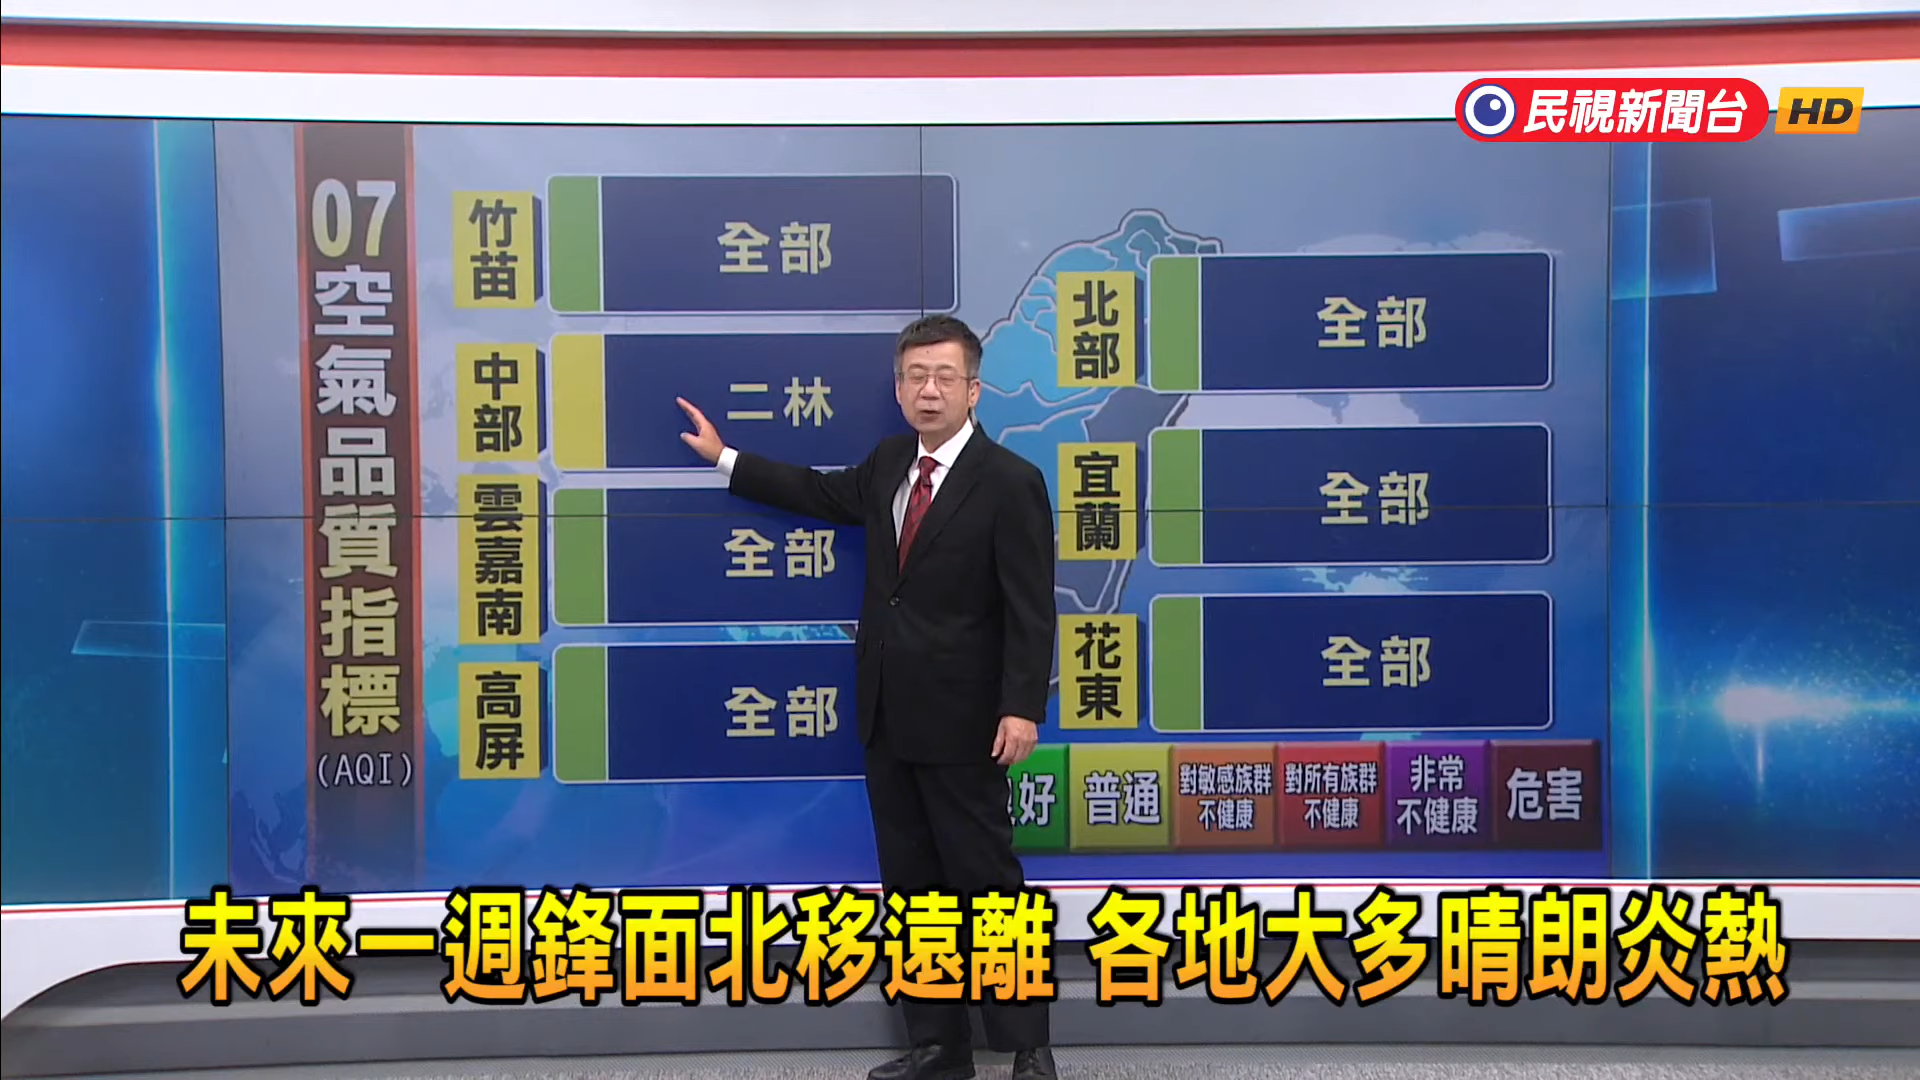 民視新聞台 HD
07空氣品質指標
(AQI)
竹苗
全部
中部
二林
雲嘉南
全部
高屏
全部
北部
全部
宜蘭
全部
花東
全部
好
普通
對敏感族群
不健康
對所有族群
不健康
非常
不健康
危害
未來一週鋒面北移遠離 各地大多晴朗炎熱